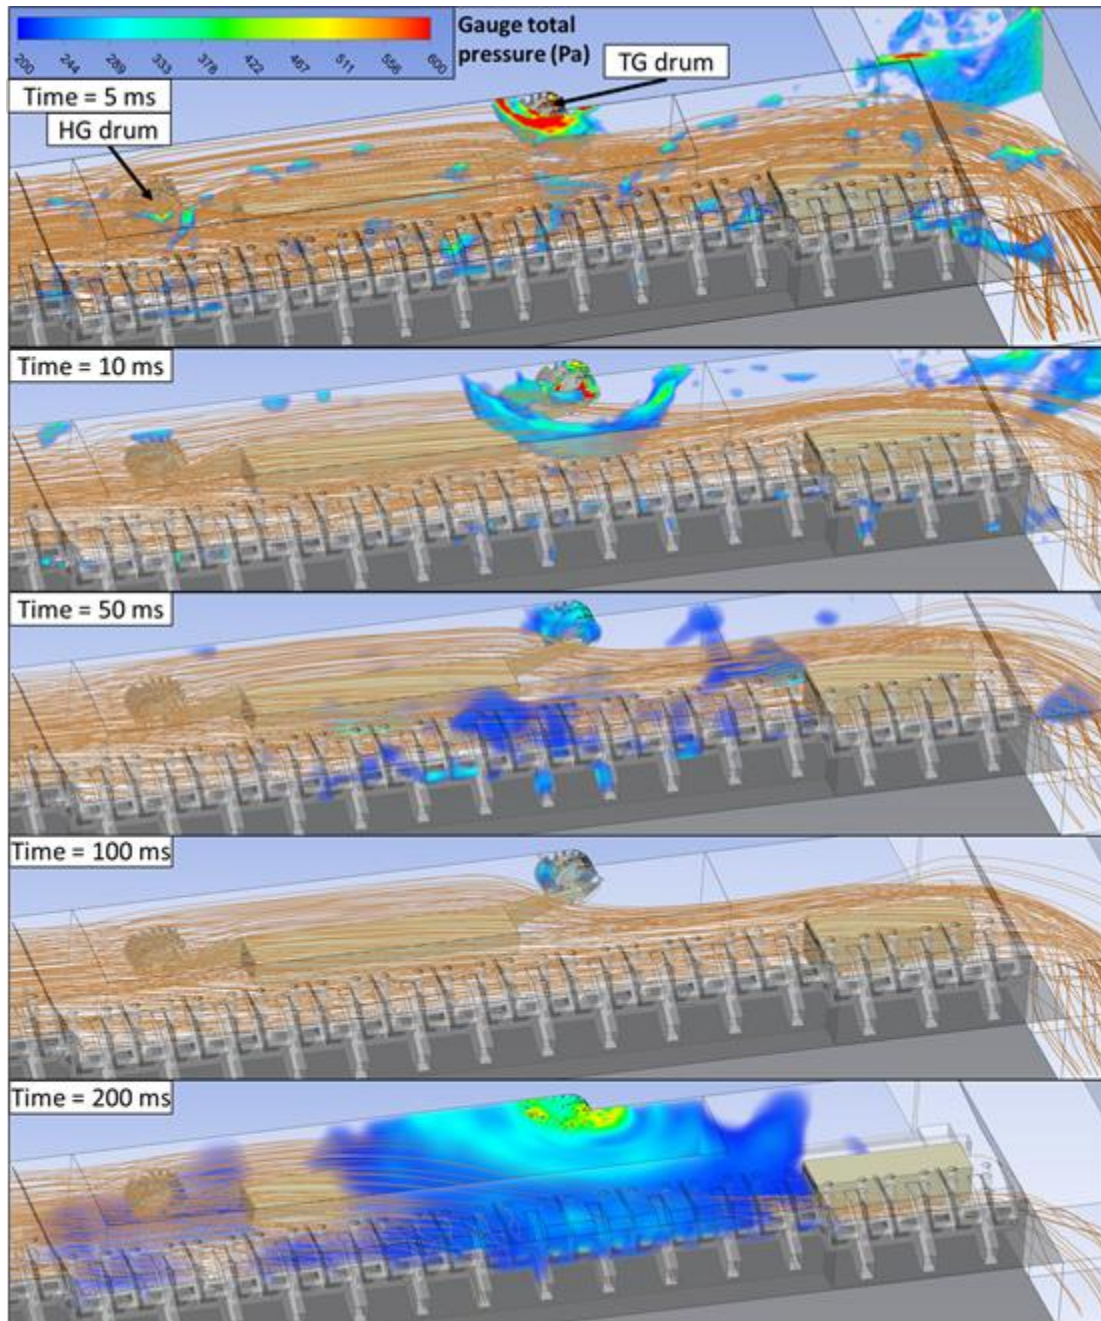 Gauge total
pressure (Pa)
200 244 289 333 378 422 467 511 556 600
TG drum
Time = 5 ms
HG drum
Time = 10 ms
Time = 50 ms
Time = 100 ms
Time = 200 ms